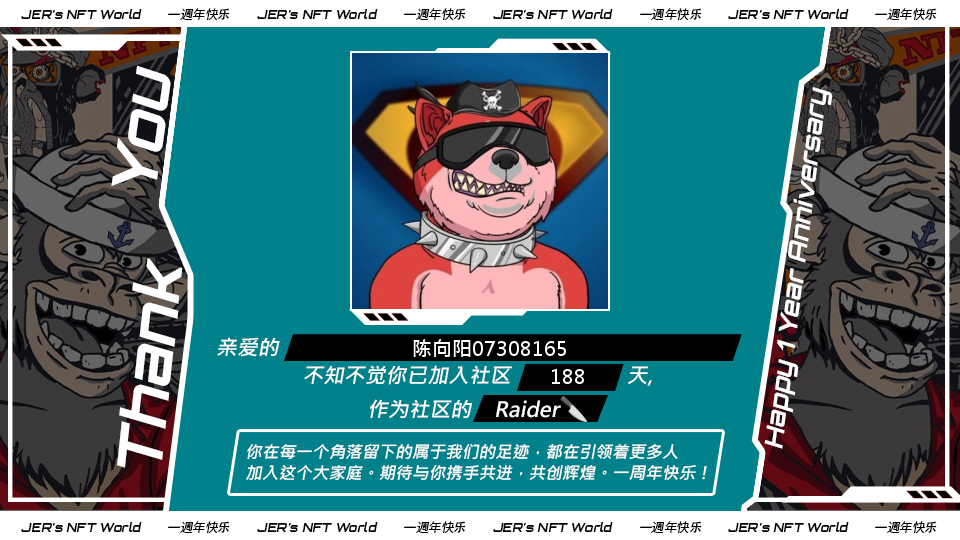 JER's NFT World 一週年快乐 JER's NFT World 一週年快乐 JER's NFT World 一週年快乐 JER's NFT World 一週年快乐
Thank You
Happy 1 Year Anniversary
亲爱的 陈向阳07308165
不知不觉你已加入社区 188 天,
作为社区的 Raider
你在每一个角落留下的属于我们的足迹，都在引领着更多人
加入这个大家庭。期待与你携手共进，共创辉煌。一周年快乐！
JER's NFT World 一週年快乐 JER's NFT World 一週年快乐 JER's NFT World 一週年快乐 JER's NFT World 一週年快乐